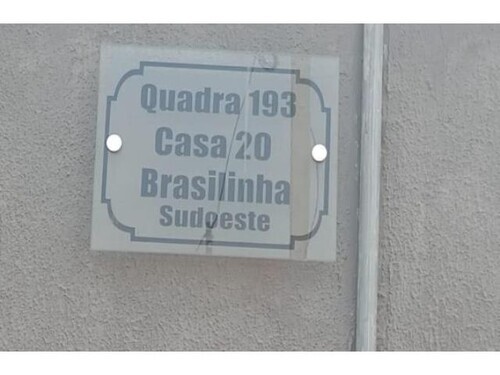 Quadra 193
Casa 20
Brasilinha
Sudoeste